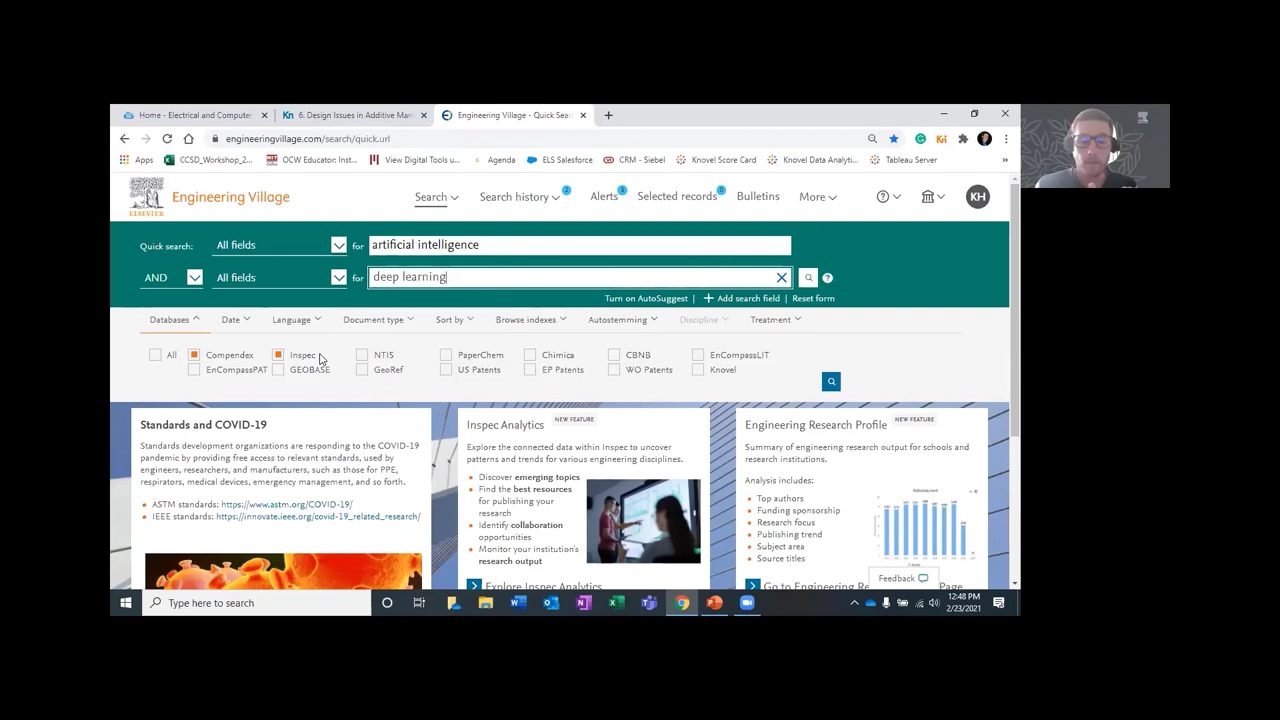 Home - Electrical and Computer
Kn 6. Design Issues in Additive Man
Engineering Village - Quick Sear
engineeringvillage.com/search/quick.url
Apps
CCSD_Workshop_2...
OCW Educator: Inst...
View Digital Tools u...
Agenda
ELS Salesforce
CRM - Siebel
Knovel Score Card
Knovel Data Analyti...
Tableau Server
ELSEVIER
Engineering Village
Search
Search history 2
Alerts 3
Selected records 0
Bulletins
More
KH
Quick search: All fields for artificial intelligence
AND All fields for deep learning
Turn on AutoSuggest | Add search field | Reset form
Databases Date Language Document type Sort by Browse indexes Autostemming Discipline Treatment
All Compendex Inspec NTIS PaperChem Chimica CBNB EnCompassLIT
EnCompassPAT GEOBASE GeoRef US Patents EP Patents WO Patents Knovel
Standards and COVID-19
Standards development organizations are responding to the COVID-19
pandemic by providing free access to relevant standards, used by
engineers, researchers, and manufacturers, such as those for PPE,
respirators, medical devices, emergency management, and so forth.
ASTM standards: https://www.astm.org/COVID-19/
IEEE standards: https://innovate.ieee.org/covid-19_related_research/
NEW FEATURE
Inspec Analytics
Explore the connected data within Inspec to uncover
patterns and trends for various engineering disciplines.
Discover emerging topics
Find the best resources
for publishing your
research
Identify collaboration
opportunities
Monitor your institution's
research output
Explore Inspec Analytics
NEW FEATURE
Engineering Research Profile
Summary of engineering research output for schools and
research institutions.
Analysis includes:
Top authors
Funding sponsorship
Research focus
Publishing trend
Subject area
Source titles
Feedback
Go to Engineering Re
Page
Type here to search
12:48 PM
2/23/2021